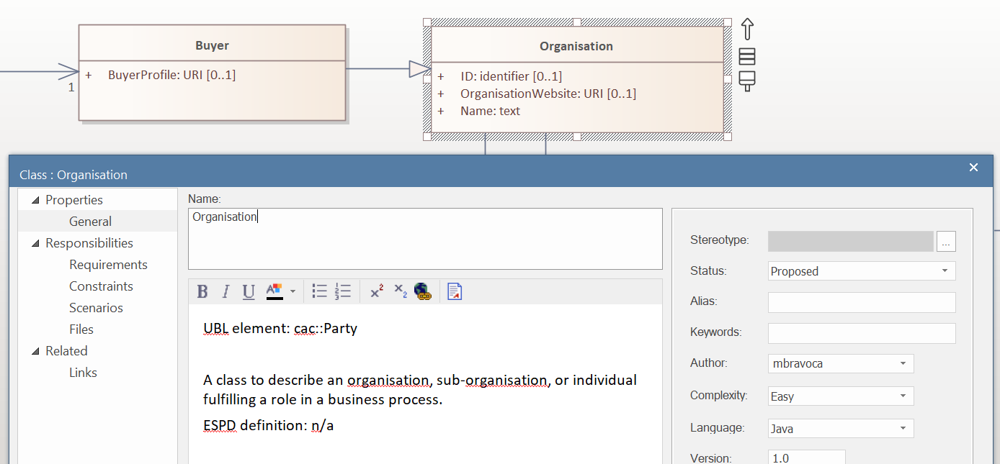 Buyer
+ BuyerProfile: URI [0..1]
1
Organisation
+ ID: identifier [0..1]
+ OrganisationWebsite: URI [0..1]
+ Name: text
Class : Organisation
Properties
General
Responsibilities
Requirements
Constraints
Scenarios
Files
Related
Links
Name:
Organisation
B I U A x² x₂
UBL element: cac::Party
A class to describe an organisation, sub-organisation, or individual
fulfilling a role in a business process.
ESPD definition: n/a
Stereotype: ...
Status: Proposed
Alias:
Keywords:
Author: mbravoca
Complexity: Easy
Language: Java
Version: 1.0